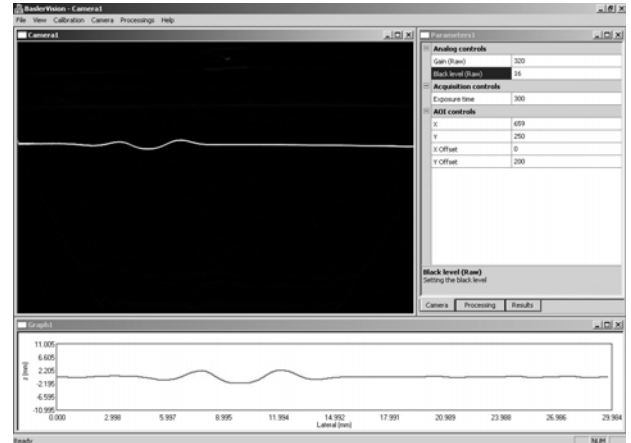 BaslerVision - Camera1
File View Calibration Camera Processings Help
Camera1
Parameters1
Analog controls
Gain (Raw) 320
Black level (Raw) 16
Acquisition controls
Exposure time 300
AOI controls
X 659
Y 250
X Offset 0
Y Offset 200
Black level (Raw)
Setting the black level
Camera Processing Results
Graph1
11.005
6.605
2.205
-2.195
-6.595
-10.995
z [mm]
0.000 2.998 5.997 8.995 11.994 14.992 17.991 20.989 23.988 26.986 29.984
Lateral [mm]
Ready NUM